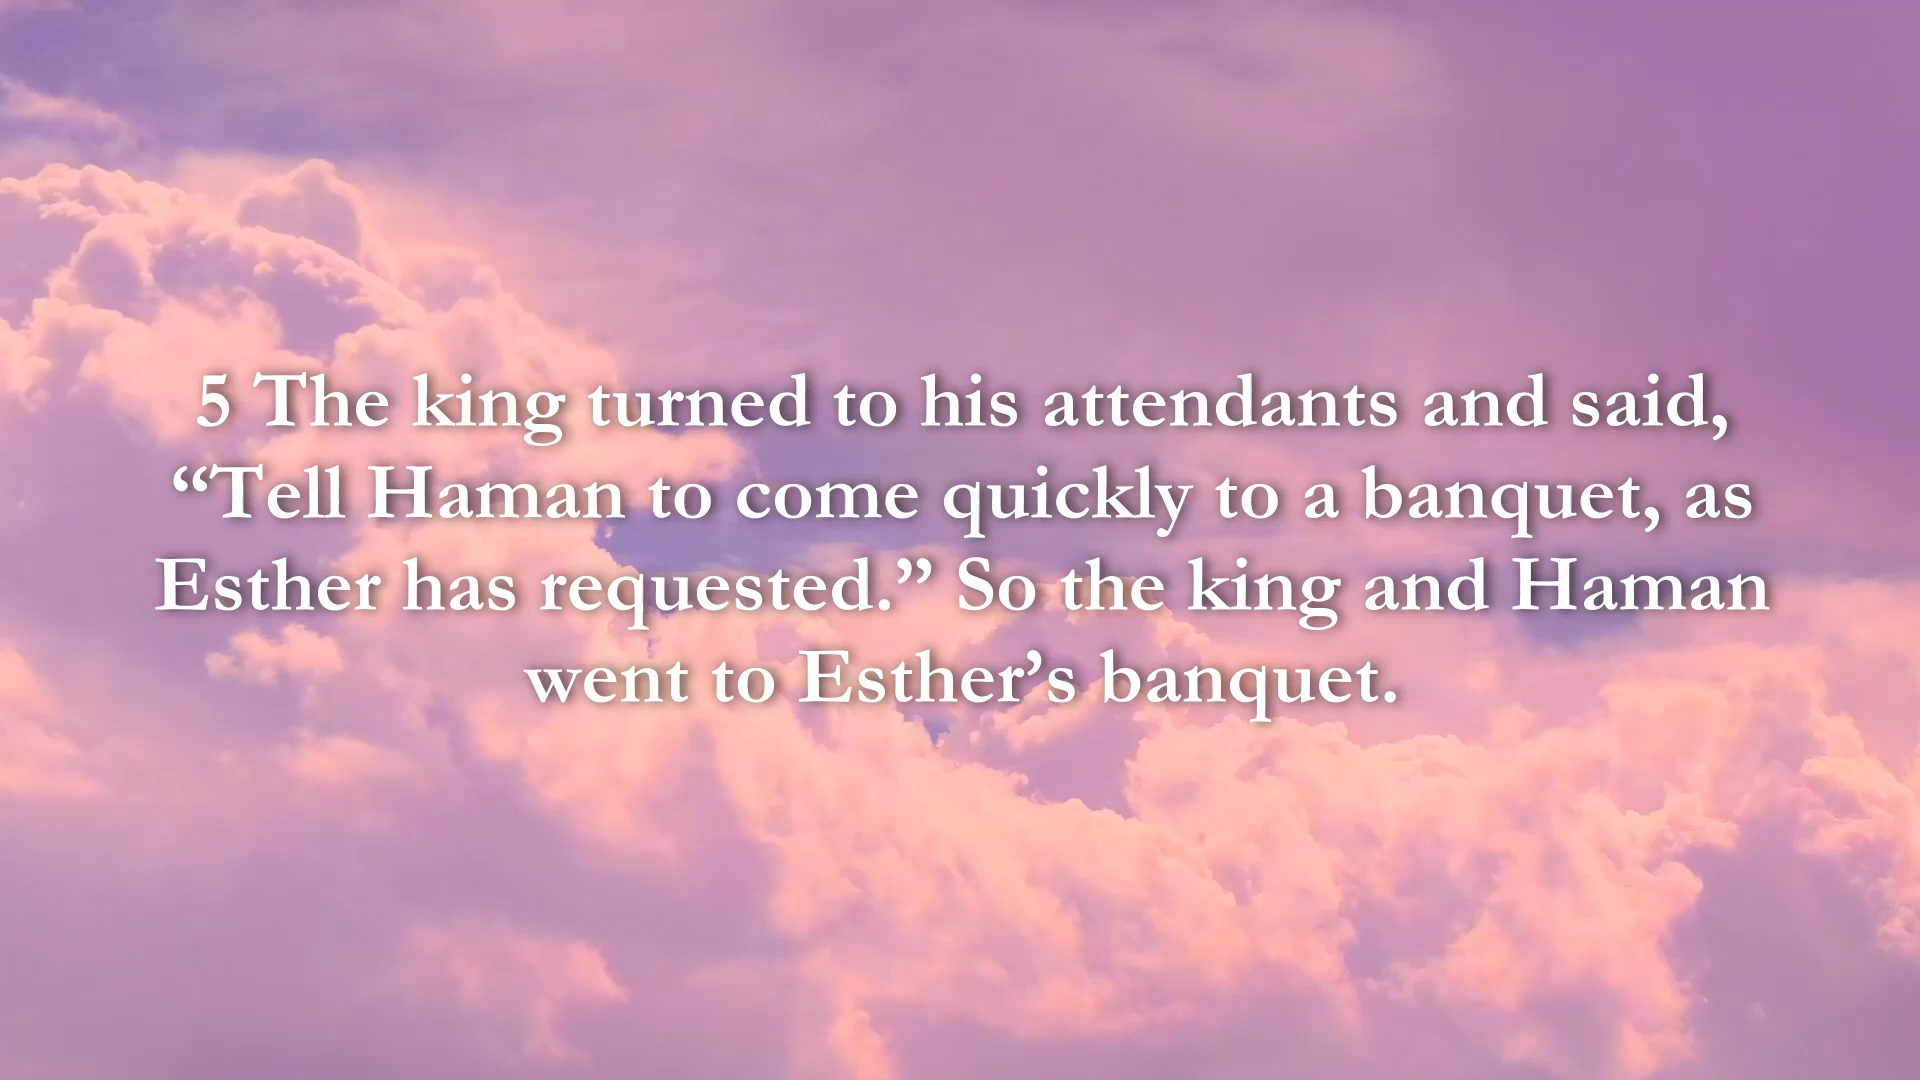 5 The king turned to his attendants and said,
“Tell Haman to come quickly to a banquet, as
Esther has requested.” So the king and Haman
went to Esther’s banquet.